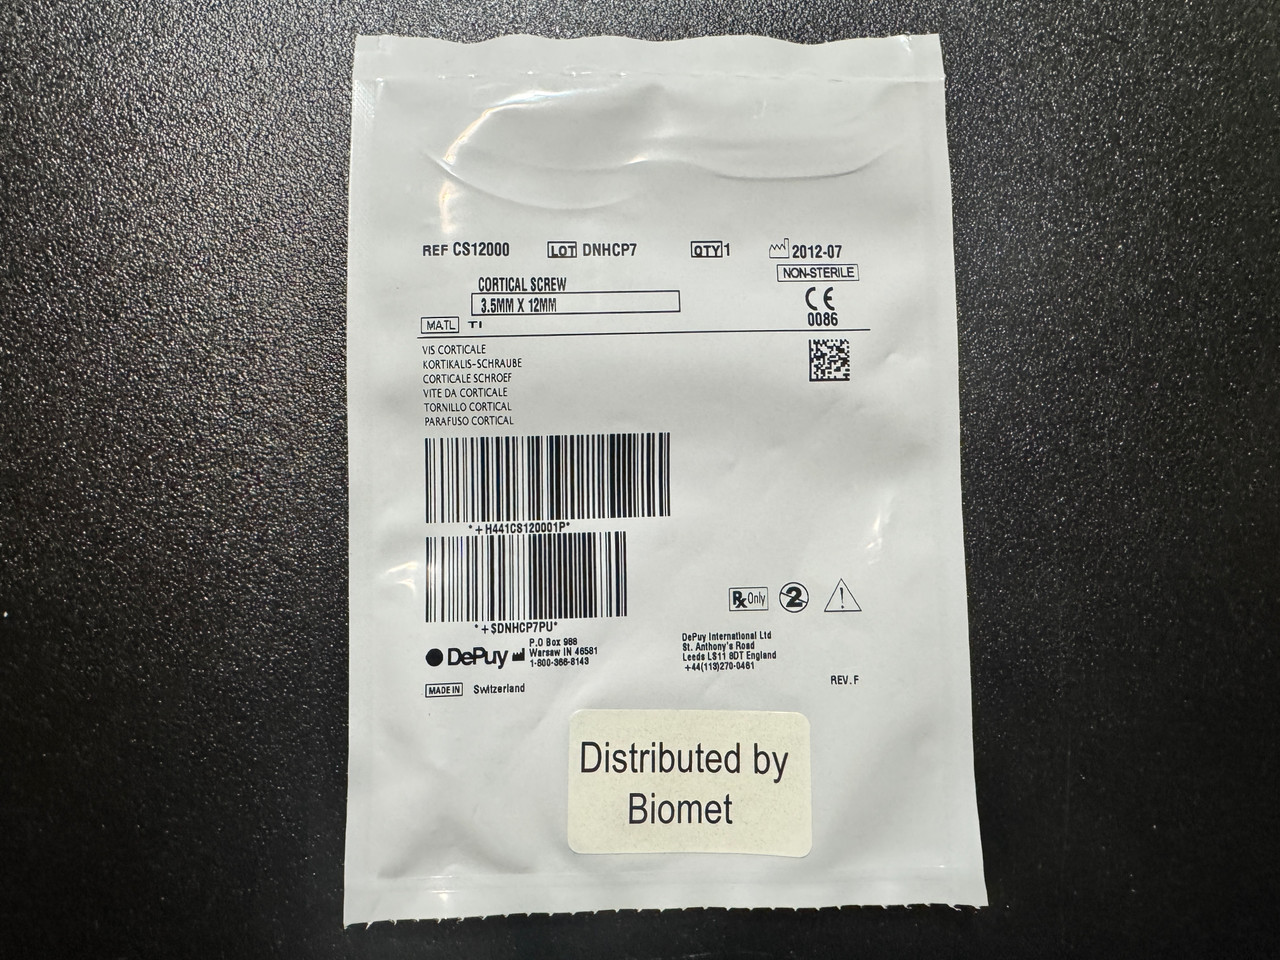 REF CS12000 LOT DNHCP7 QTY 1 2012-07
NON-STERILE
CORTICAL SCREW
3.5MM X 12MM
CE
0086
MATL TI
VIS CORTICALE
KORTIKALIS-SCHRAUBE
CORTICALE SCHROEF
VITE DA CORTICALE
TORNILLO CORTICAL
PARAFUSO CORTICAL
*+H441CS120001P*
*+$DNHCP7PU*
Rx Only 2
DePuy
P.O Box 988
Warsaw IN 46581
1-800-366-8143
DePuy International Ltd
St. Anthony's Road
Leeds LS11 8DT England
+44(113)270-0461
MADE IN Switzerland
REV. F
Distributed by
Biomet